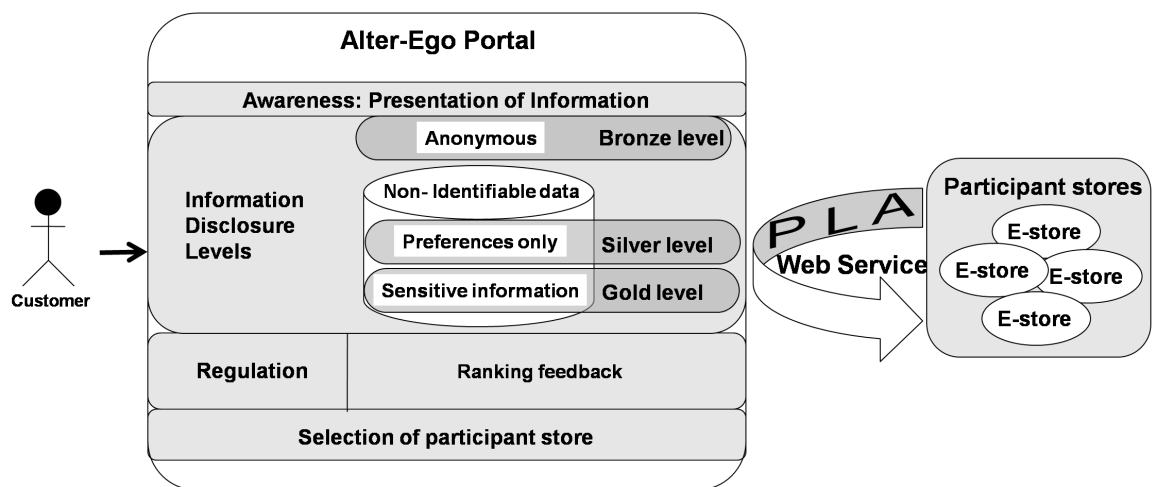 Alter-Ego Portal
Awareness: Presentation of Information
Anonymous Bronze level
Non- Identifiable data
Information
Disclosure
Levels
Preferences only Silver level
Sensitive information Gold level
Regulation Ranking feedback
Selection of participant store
Customer
PLA
Web Service
Participant stores
E-store
E-store
E-store
E-store